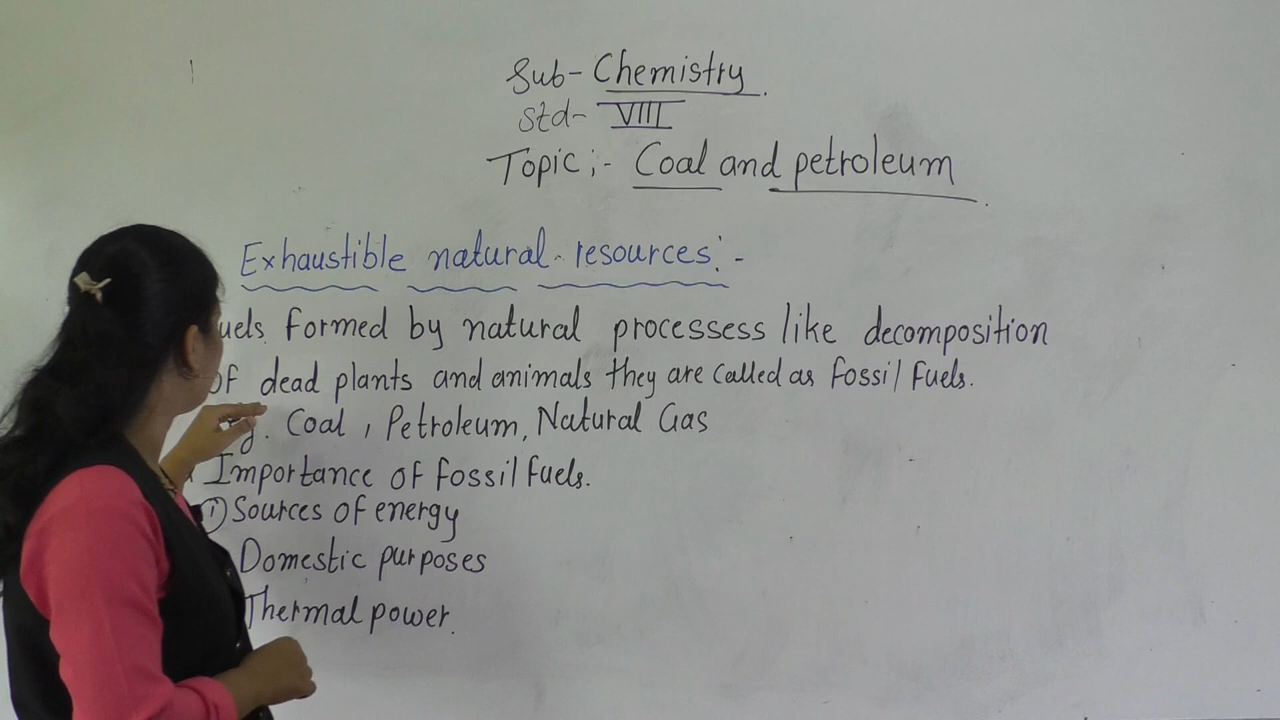 Sub- Chemistry.
Std- VIII
Topic :- Coal and petroleum.
Exhaustible natural resources :-
uels formed by natural processess like decomposition
of dead plants and animals they are called as fossil fuels.
g. Coal, Petroleum, Natural Gas
Importance of fossil fuels.
① Sources of energy
Domestic purposes
Thermal power.